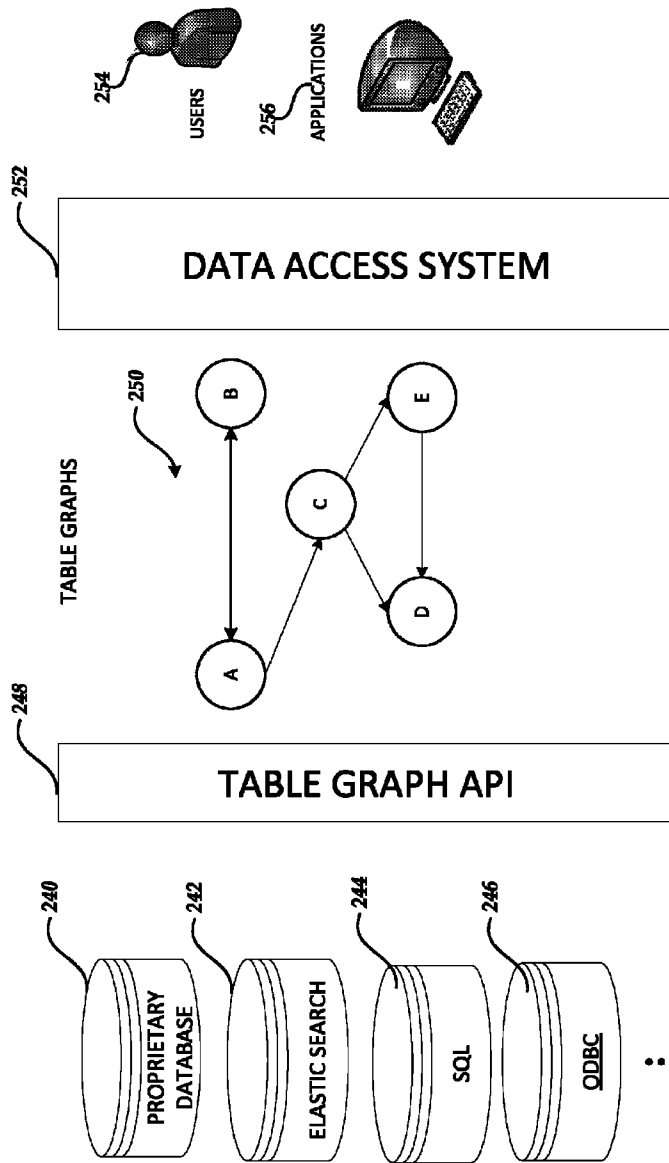 240
PROPRIETARY
DATABASE
242
ELASTIC SEARCH
244
SQL
246
ODBC
248
TABLE GRAPH API
TABLE GRAPHS
250
A
B
C
D
E
252
DATA ACCESS SYSTEM
254
USERS
256
APPLICATIONS